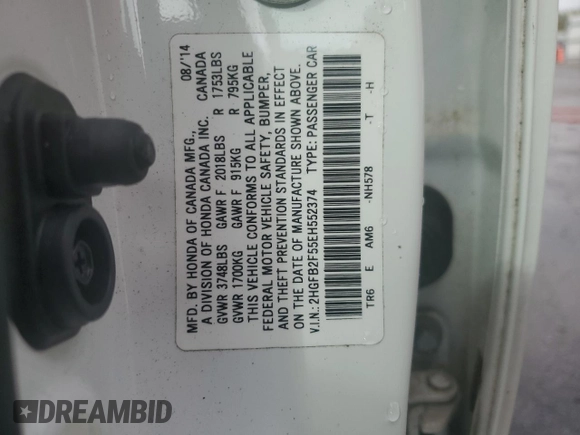 MFD. BY HONDA OF CANADA MFG., 08/'14
A DIVISION OF HONDA CANADA INC. CANADA
GVWR 3748LBS GAWR F 2018LBS R 1753LBS
GVWR 1700KG GAWR F 915KG R 795KG
THIS VEHICLE CONFORMS TO ALL APPLICABLE
FEDERAL MOTOR VEHICLE SAFETY, BUMPER,
AND THEFT PREVENTION STANDARDS IN EFFECT
ON THE DATE OF MANUFACTURE SHOWN ABOVE.
V.I.N.: 2HGFB2F55EH552374 TYPE: PASSENGER CAR
TR6 E AM6 -NH578 -T -H
DREAMBID